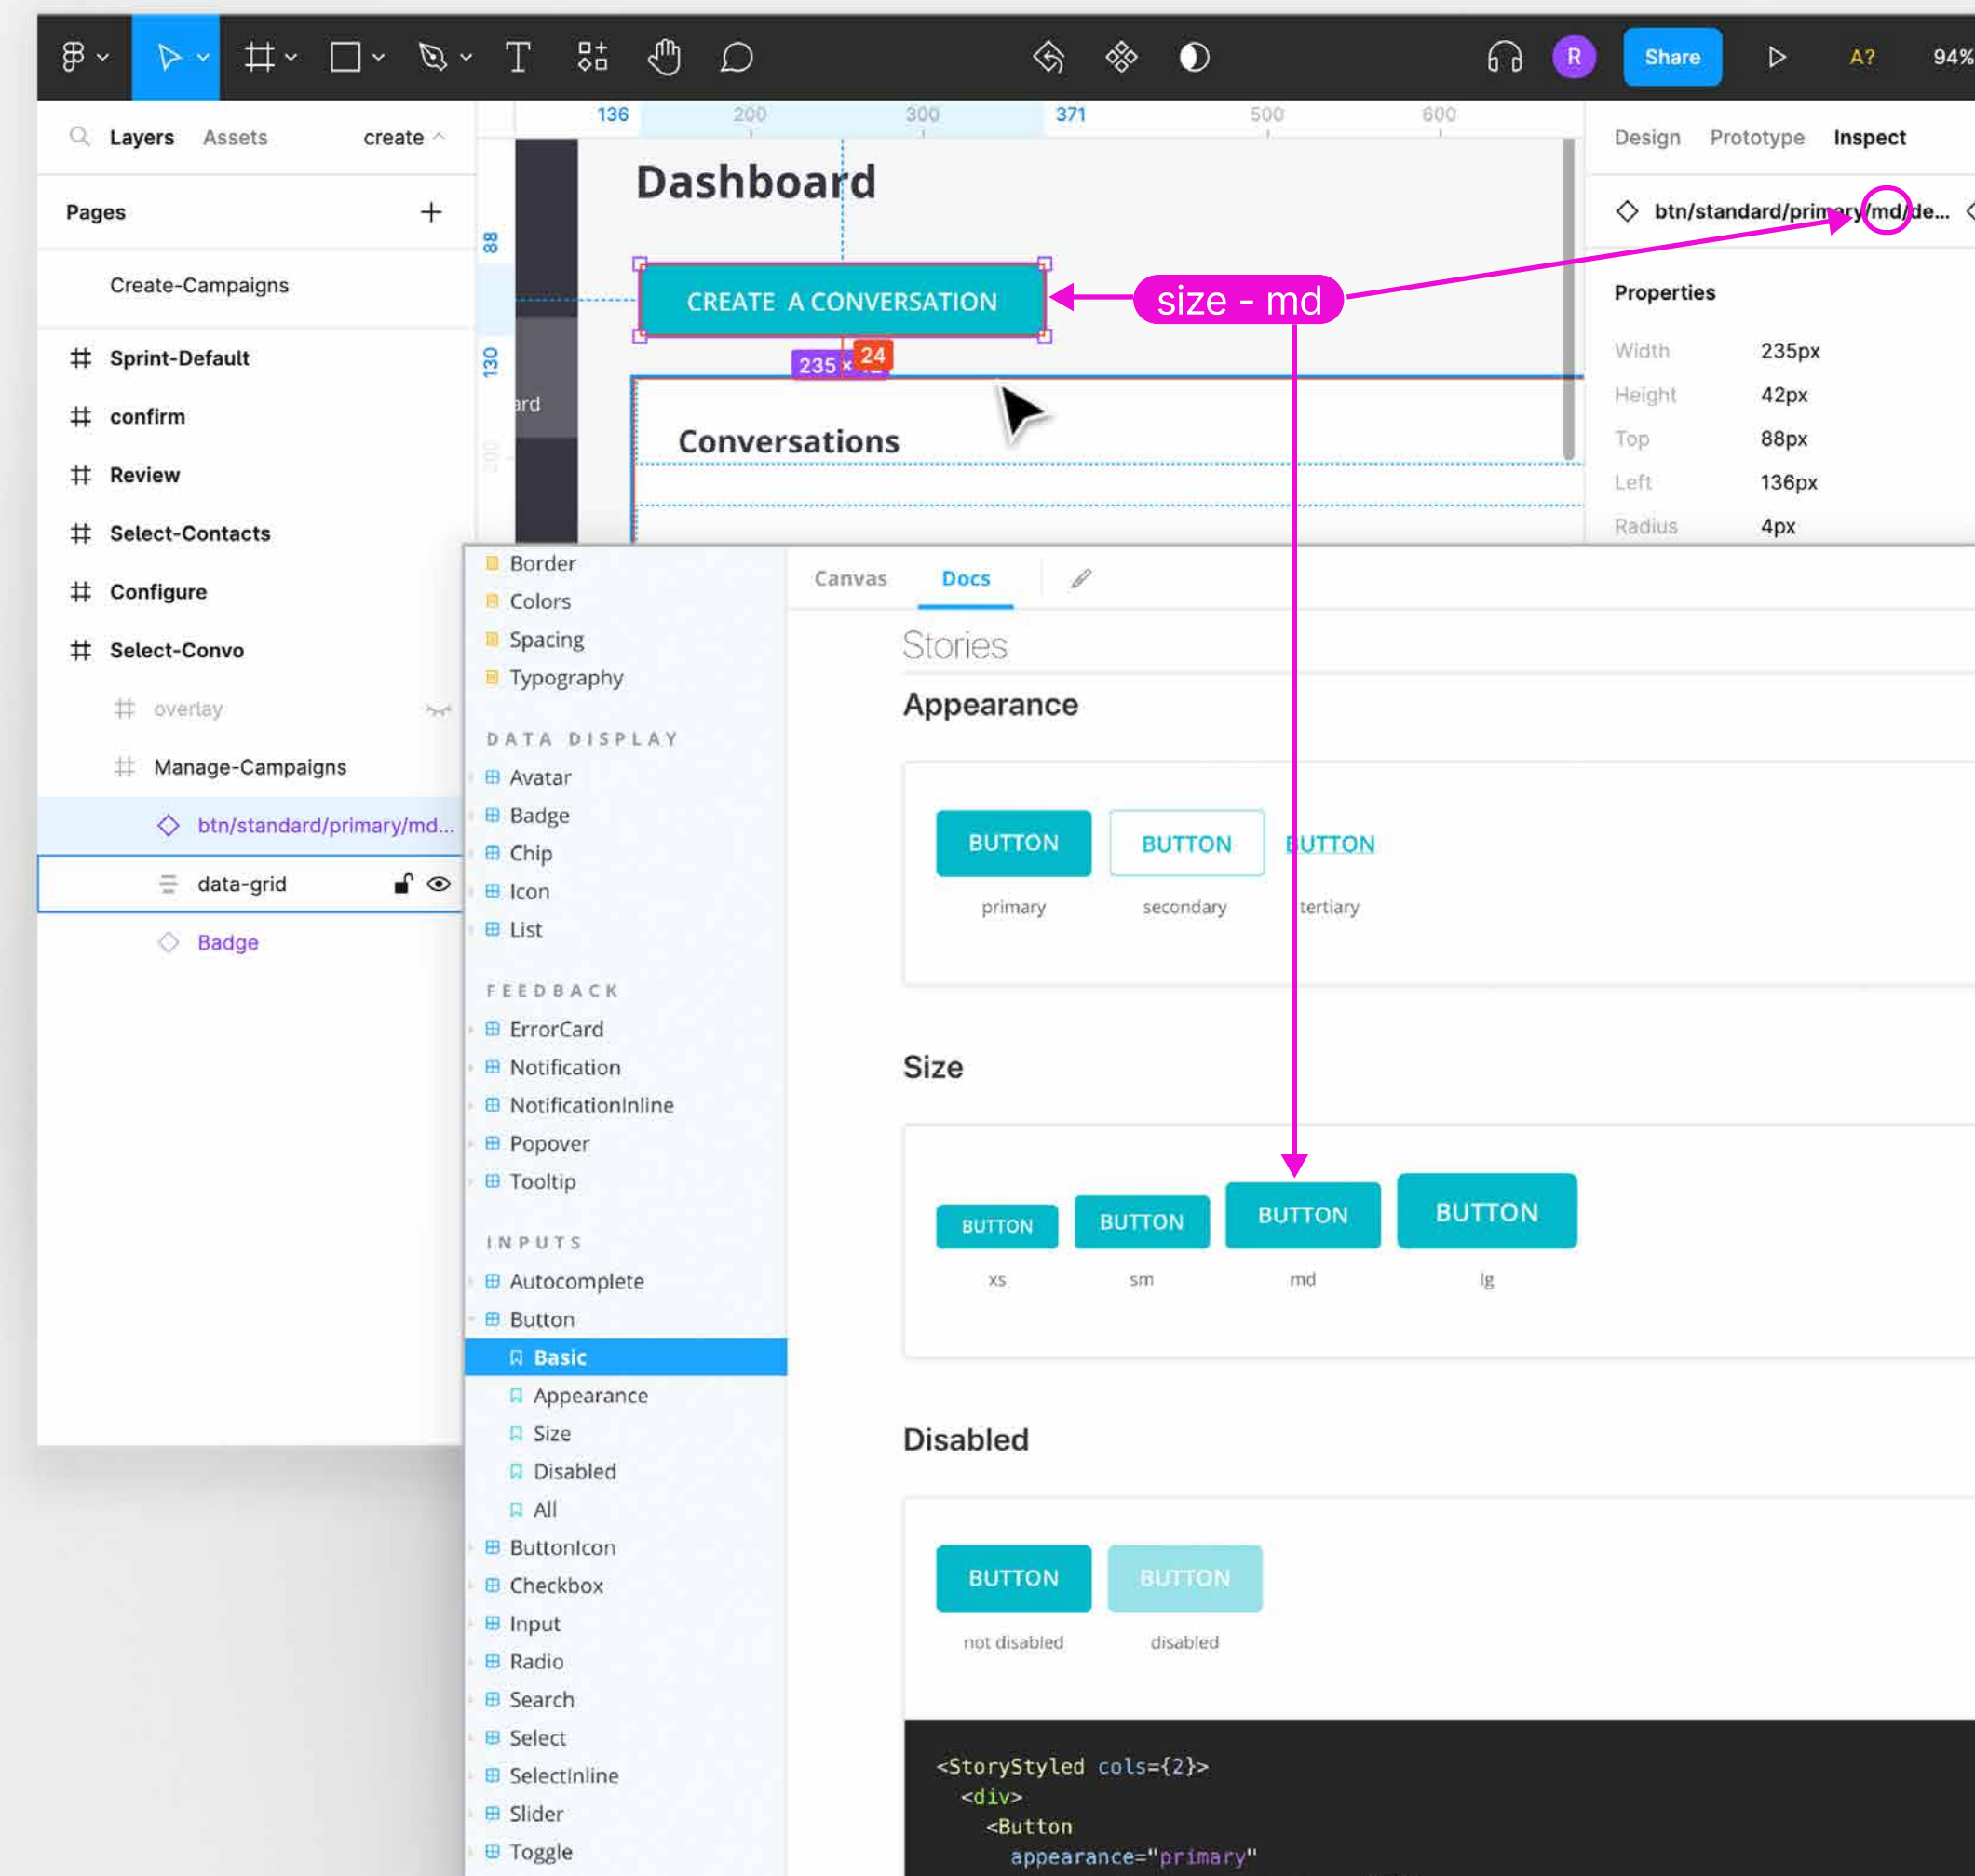 R
Share
A?
94%
Layers Assets create
Pages
Create-Campaigns
Sprint-Default
confirm
Review
Select-Contacts
Configure
Select-Convo
overlay
Manage-Campaigns
btn/standard/primary/md...
data-grid
Badge
136 200 300 371 500 600
88
130
200
Dashboard
CREATE A CONVERSATION
size - md
235 ×
24
ard
Conversations
Design Prototype Inspect
btn/standard/primary/md/de...
Properties
Width 235px
Height 42px
Top 88px
Left 136px
Radius 4px
Border
Colors
Spacing
Typography
DATA DISPLAY
Avatar
Badge
Chip
Icon
List
FEEDBACK
ErrorCard
Notification
NotificationInline
Popover
Tooltip
INPUTS
Autocomplete
Button
Basic
Appearance
Size
Disabled
All
ButtonIcon
Checkbox
Input
Radio
Search
Select
SelectInline
Slider
Toggle
Canvas Docs
Stories
Appearance
BUTTON BUTTON BUTTON
primary secondary tertiary
Size
BUTTON BUTTON BUTTON BUTTON
xs sm md lg
Disabled
BUTTON BUTTON
not disabled disabled
<StoryStyled cols={2}>
<div>
<Button
appearance="primary"